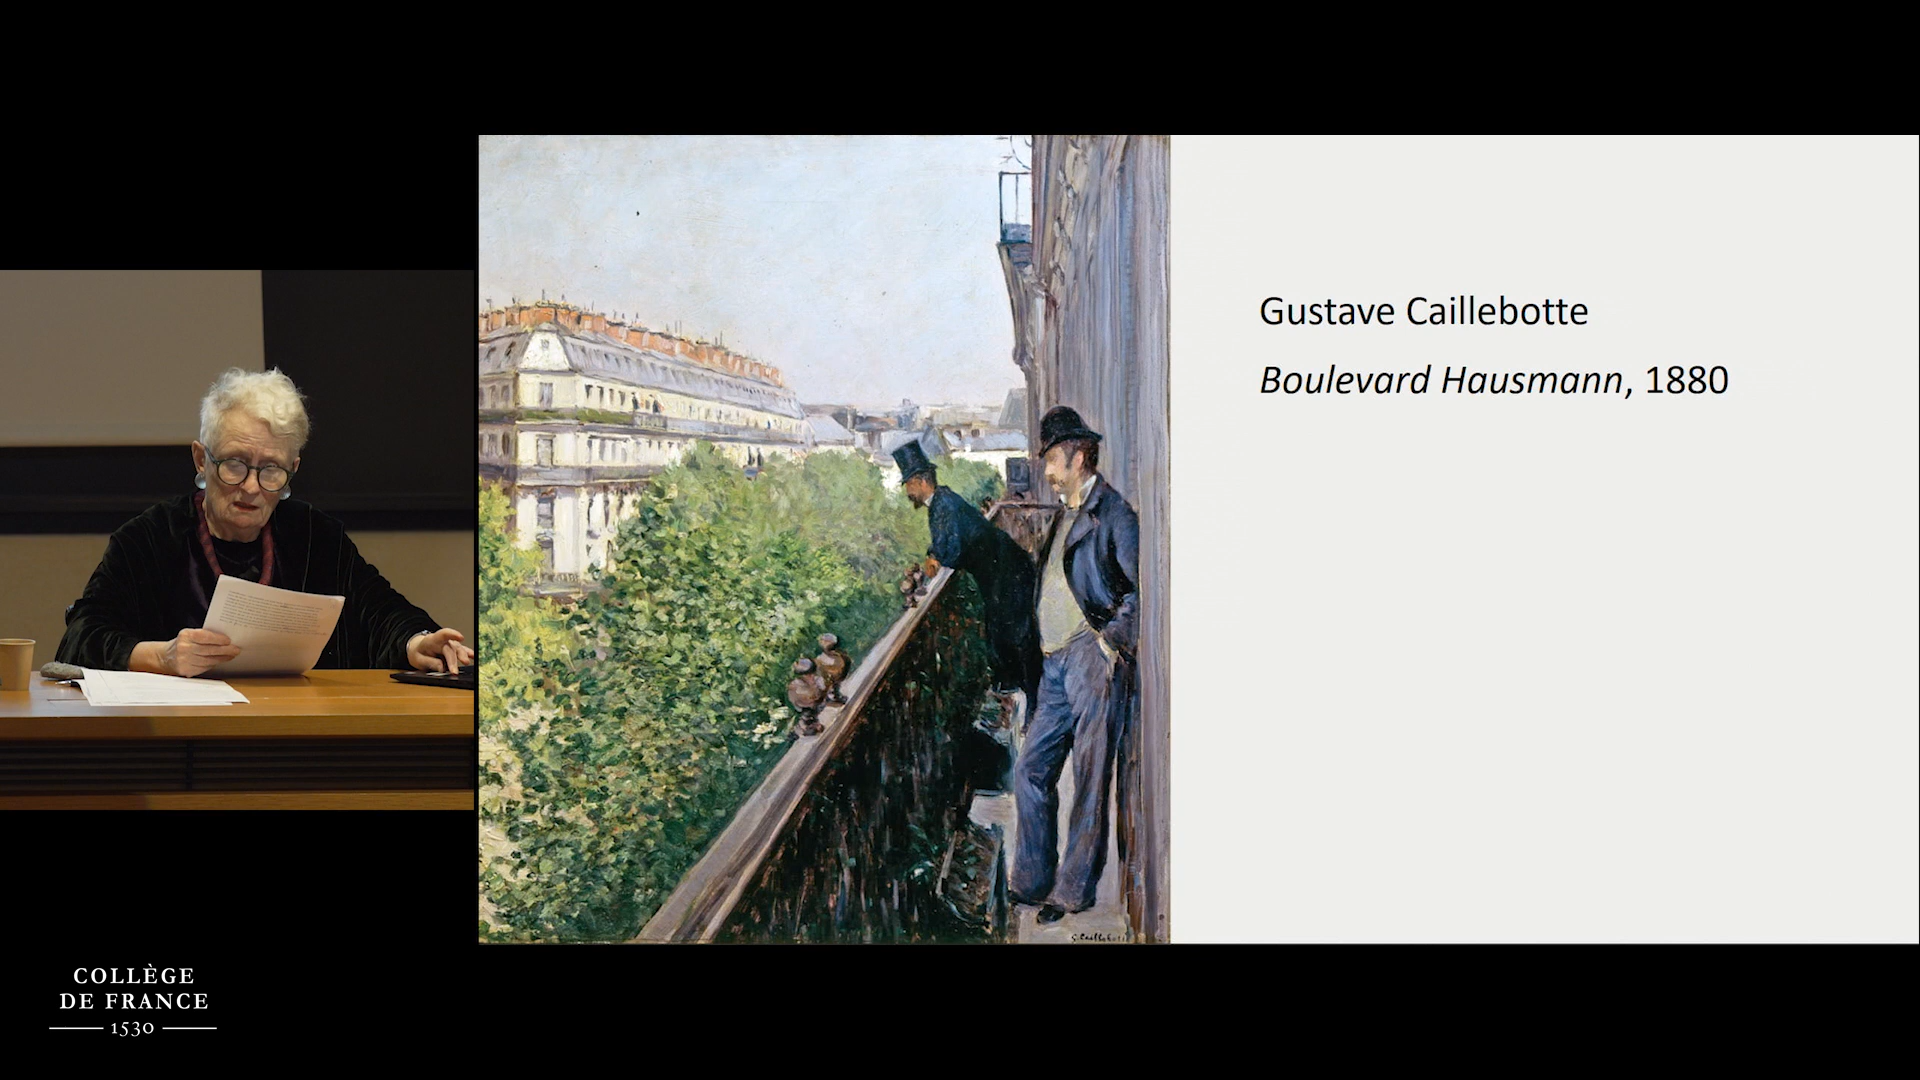 Gustave Caillebotte
Boulevard Hausmann, 1880
COLLÈGE
DE FRANCE
1530